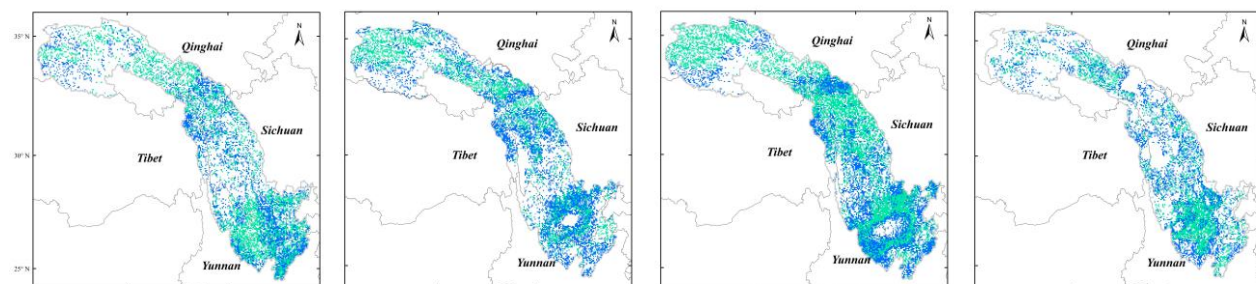 N
35° N
Qinghai
Sichuan
30° N
Tibet
25° N
Yunnan
N
Qinghai
Sichuan
Tibet
Yunnan
N
Qinghai
Sichuan
Tibet
Yunnan
N
Qinghai
Sichuan
Tibet
Yunnan